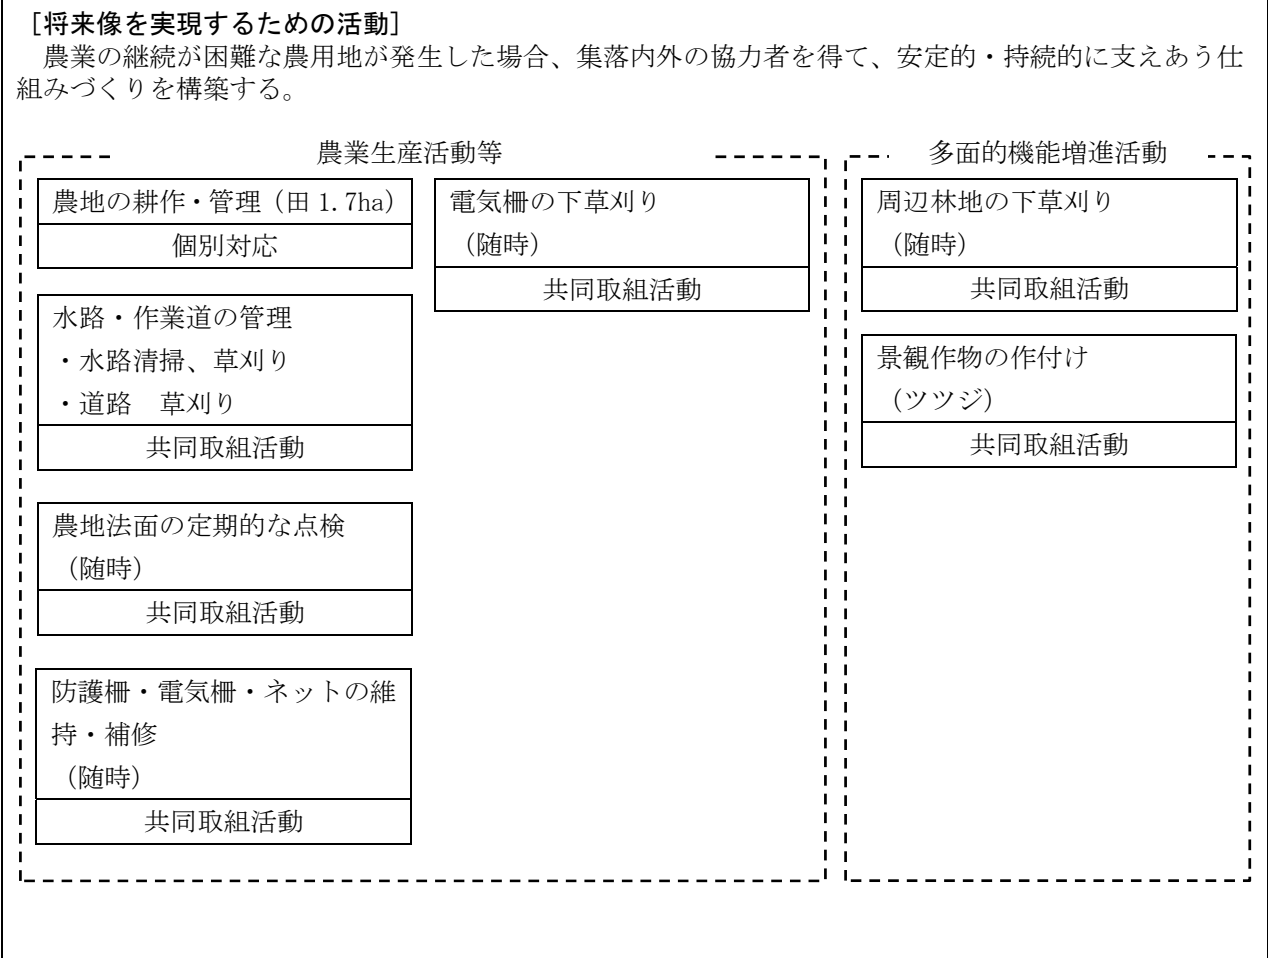 ［将来像を実現するための活動］
　農業の継続が困難な農用地が発生した場合、集落内外の協力者を得て、安定的・持続的に支えあう仕
組みづくりを構築する。
農業生産活動等
農地の耕作・管理（田 1.7ha）
個別対応
水路・作業道の管理
・水路清掃、草刈り
・道路　草刈り
共同取組活動
農地法面の定期的な点検
（随時）
共同取組活動
防護柵・電気柵・ネットの維
持・補修
（随時）
共同取組活動
電気柵の下草刈り
（随時）
共同取組活動
多面的機能増進活動
周辺林地の下草刈り
（随時）
共同取組活動
景観作物の作付け
（ツツジ）
共同取組活動